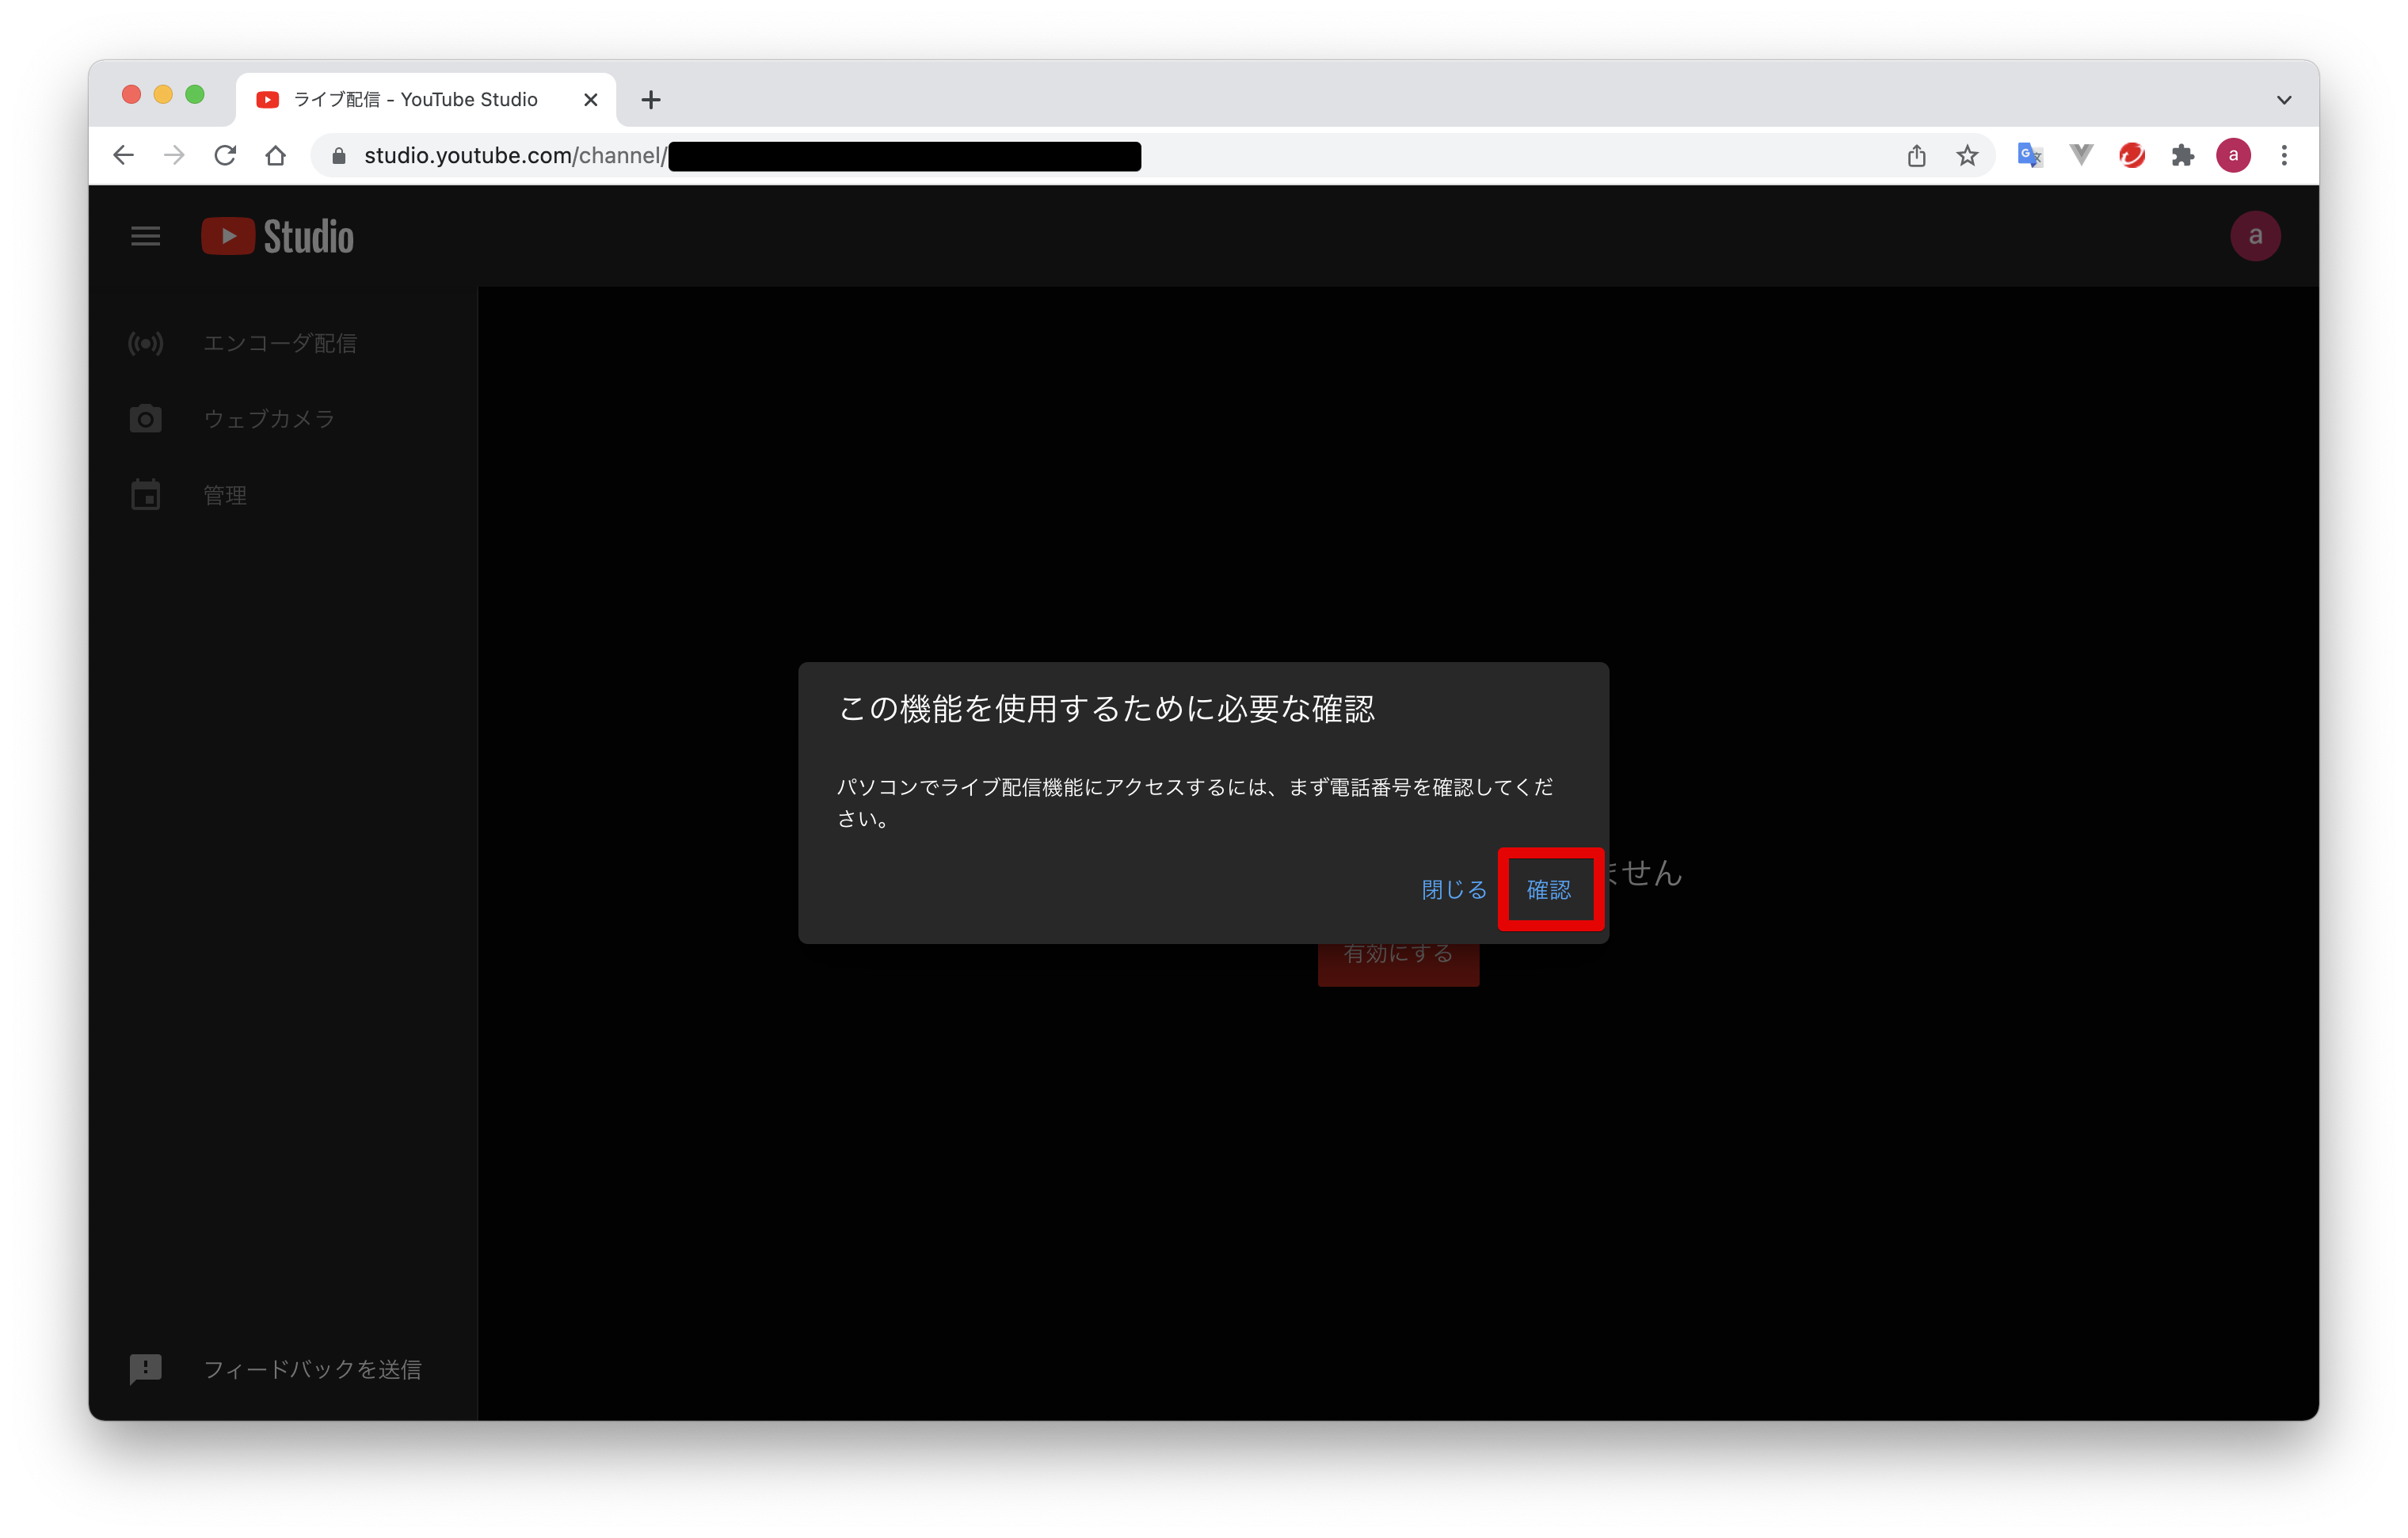 ライブ配信 - YouTube Studio
studio.youtube.com/channel/
a
Studio
a
エンコーダ配信
ウェブカメラ
管理
この機能を使用するために必要な確認
パソコンでライブ配信機能にアクセスするには、まず電話番号を確認してくだ
さい。
ません
閉じる 確認
有効にする
フィードバックを送信